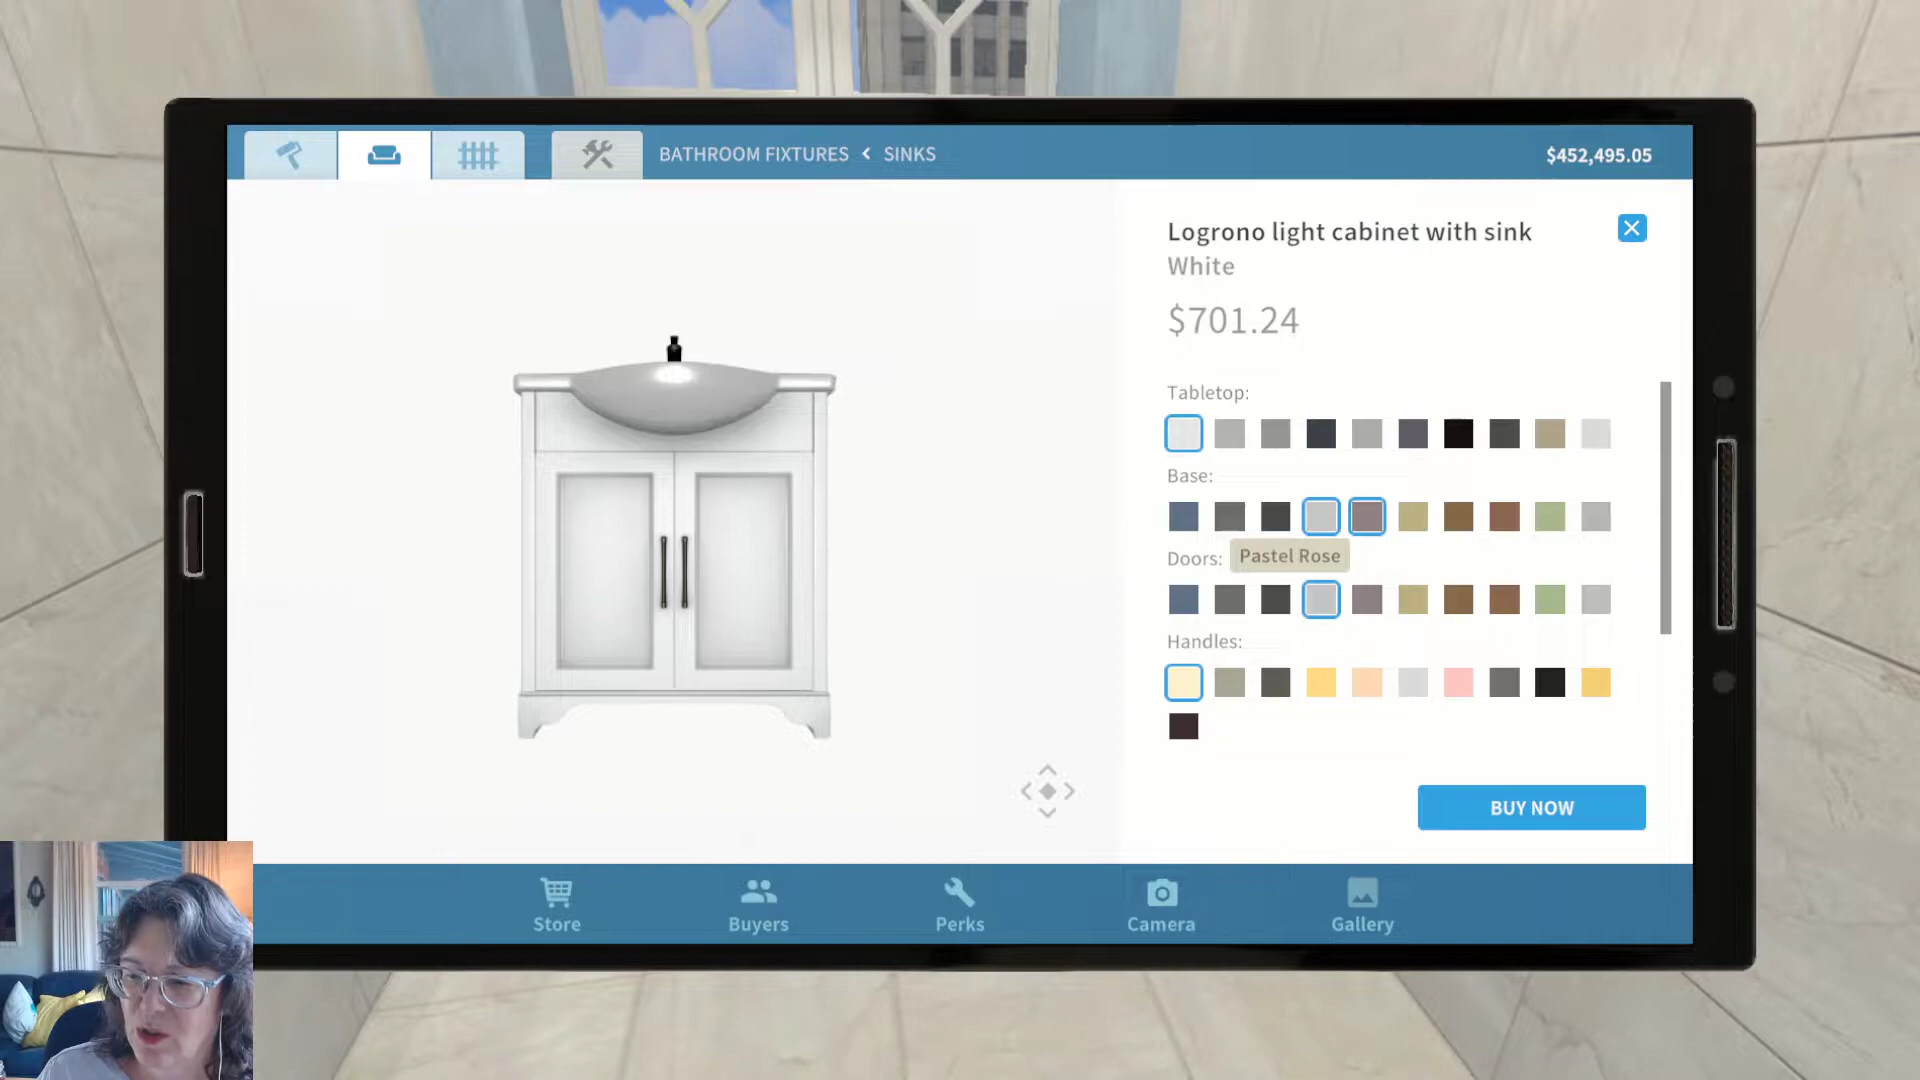 BATHROOM FIXTURES < SINKS
$452,495.05
Logrono light cabinet with sink
White
$701.24
Tabletop:
Base:
Doors:
Pastel Rose
Handles:
BUY NOW
Store
Buyers
Perks
Camera
Gallery